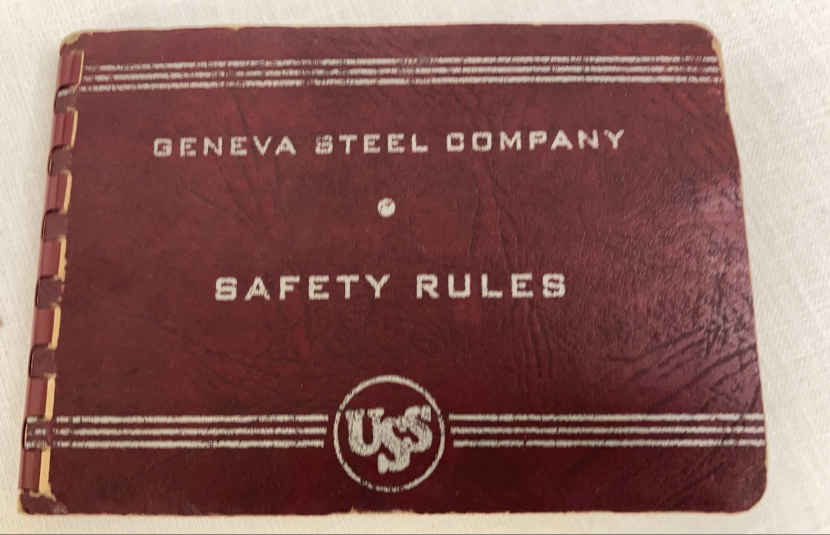 GENEVA STEEL COMPANY
SAFETY RULES
USS